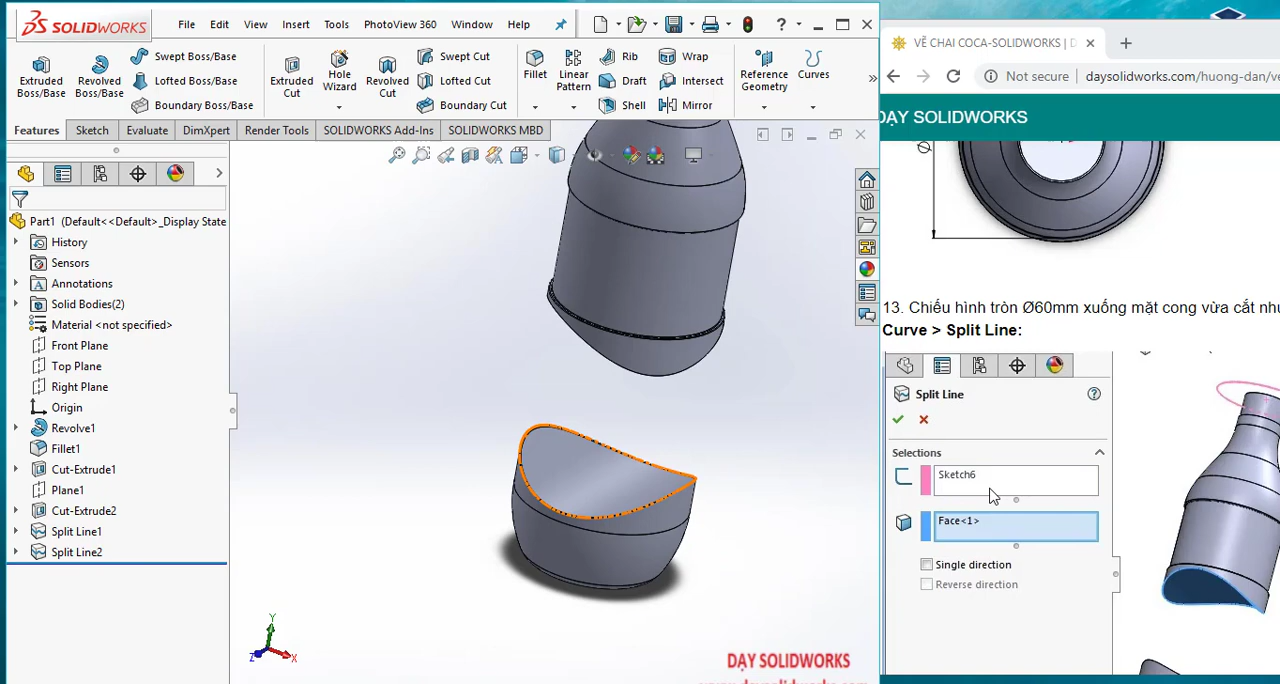 SOLIDWORKS
File Edit View Insert Tools PhotoView 360 Window Help
Extruded Boss/Base
Revolved Boss/Base
Swept Boss/Base
Lofted Boss/Base
Boundary Boss/Base
Extruded Cut
Hole Wizard
Revolved Cut
Swept Cut
Lofted Cut
Boundary Cut
Fillet
Linear Pattern
Rib
Draft
Shell
Wrap
Intersect
Mirror
Reference Geometry
Curves
Features Sketch Evaluate DimXpert Render Tools SOLIDWORKS Add-Ins SOLIDWORKS MBD
Part1 (Default<<Default>_Display State
History
Sensors
Annotations
Solid Bodies(2)
Material <not specified>
Front Plane
Top Plane
Right Plane
Origin
Revolve1
Fillet1
Cut-Extrude1
Plane1
Cut-Extrude2
Split Line1
Split Line2
Y
Z
X
DẠY SOLIDWORKS
VẼ CHAI COCA-SOLIDWORKS |
Not secure | daysolidworks.com/huong-dan/ve
DẠY SOLIDWORKS
Ø
13. Chiếu hình tròn Ø60mm xuống mặt cong vừa cắt
Curve > Split Line:
Split Line
Selections
Sketch6
Face<1>
Single direction
Reverse direction